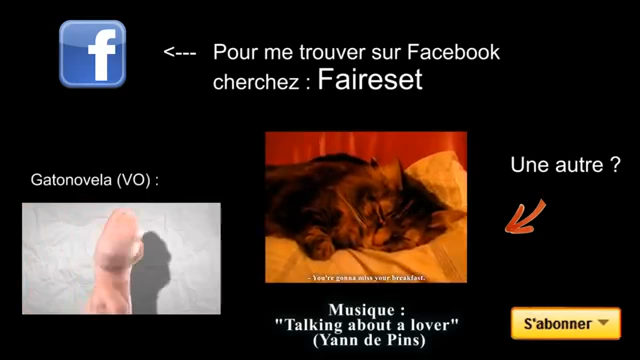 f
<--- Pour me trouver sur Facebook
cherchez : Faireset
Une autre ?
Gatonovela (VO) :
- You're gonna miss your breakfast.
Musique :
"Talking about a lover"
(Yann de Pins)
S'abonner